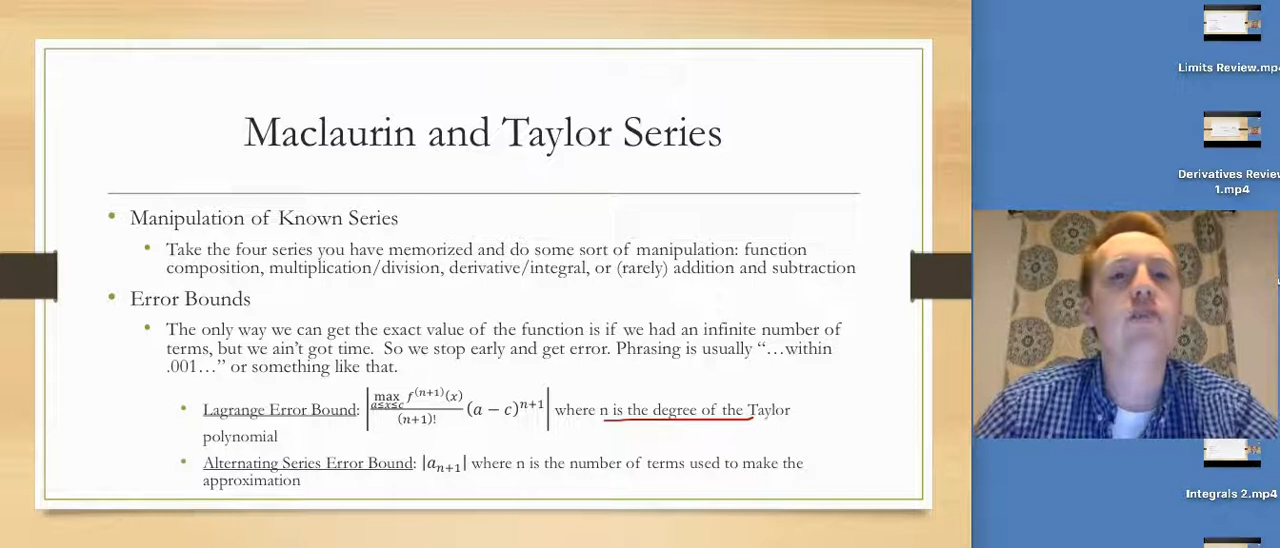 Maclaurin and Taylor Series
• Manipulation of Known Series
• Take the four series you have memorized and do some sort of manipulation: function
composition, multiplication/division, derivative/integral, or (rarely) addition and subtraction
• Error Bounds
• The only way we can get the exact value of the function is if we had an infinite number of
terms, but we ain't got time. So we stop early and get error. Phrasing is usually “…within
.001…” or something like that.
• Lagrange Error Bound: |max_{a≤x≤c} f^{(n+1)}(x)/(n+1)! (a − c)^{n+1}| where n is the degree of the Taylor
polynomial
• Alternating Series Error Bound: |a_{n+1}| where n is the number of terms used to make the
approximation
Limits Review.mp4
Derivatives Review
1.mp4
Integrals 2.mp4